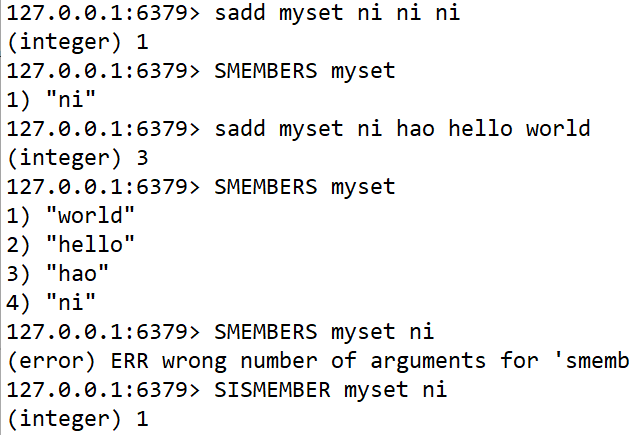 127.0.0.1:6379> sadd myset ni ni ni
(integer) 1
127.0.0.1:6379> SMEMBERS myset
1) "ni"
127.0.0.1:6379> sadd myset ni hao hello world
(integer) 3
127.0.0.1:6379> SMEMBERS myset
1) "world"
2) "hello"
3) "hao"
4) "ni"
127.0.0.1:6379> SMEMBERS myset ni
(error) ERR wrong number of arguments for 'smemb
127.0.0.1:6379> SISMEMBER myset ni
(integer) 1